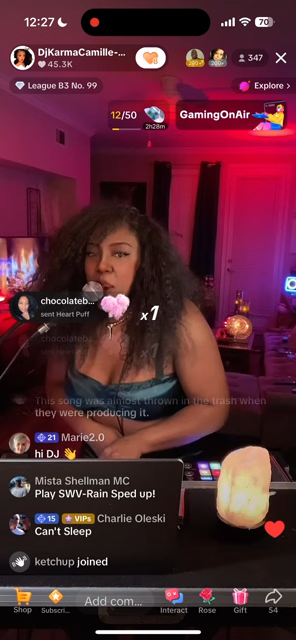 12:27
70
DjKarmaCamille-...
45.3K
347
League B3 No. 99
Explore >
12/50
2h28m
GamingOnAir
chocolateb...
sent Heart Puff
x1
This song was almost thrown in the trash when
they were producing it.
21 Marie2.0
hi DJ 👋
Mista Shellman MC
Play SWV-Rain Sped up!
15 VIPs Charlie Oleski
Can't Sleep
ketchup joined
Add com...
Shop
Subscri...
Interact
Rose
Gift
54